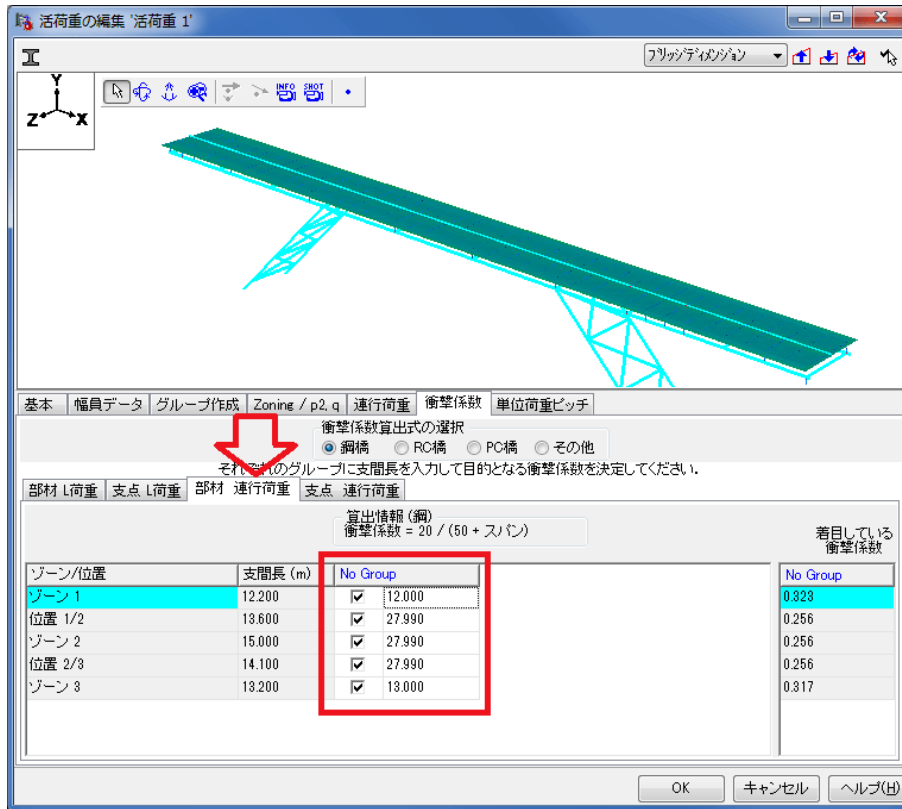 活荷重の編集 '活荷重 1'
ブリッジディメンション
Y
Z X
INFO SHOT
基本 幅員データ グループ作成 Zoning / p2, q 連行荷重 衝撃係数 単位荷重ピッチ
衝撃係数算出式の選択
鋼橋 RC橋 PC橋 その他
それぞれのグループに支間長を入力して目的となる衝撃係数を決定してください.
部材 L荷重 支点 L荷重 部材 連行荷重 支点 連行荷重
算出情報 (鋼)
衝撃係数 = 20 / (50 + スパン)
着目している
衝撃係数
ゾーン/位置 支間長 (m) No Group No Group
ゾーン 1 12.200 12.000 0.323
位置 1/2 13.600 27.990 0.256
ゾーン 2 15.000 27.990 0.256
位置 2/3 14.100 27.990 0.256
ゾーン 3 13.200 13.000 0.317
OK キャンセル ヘルプ(H)